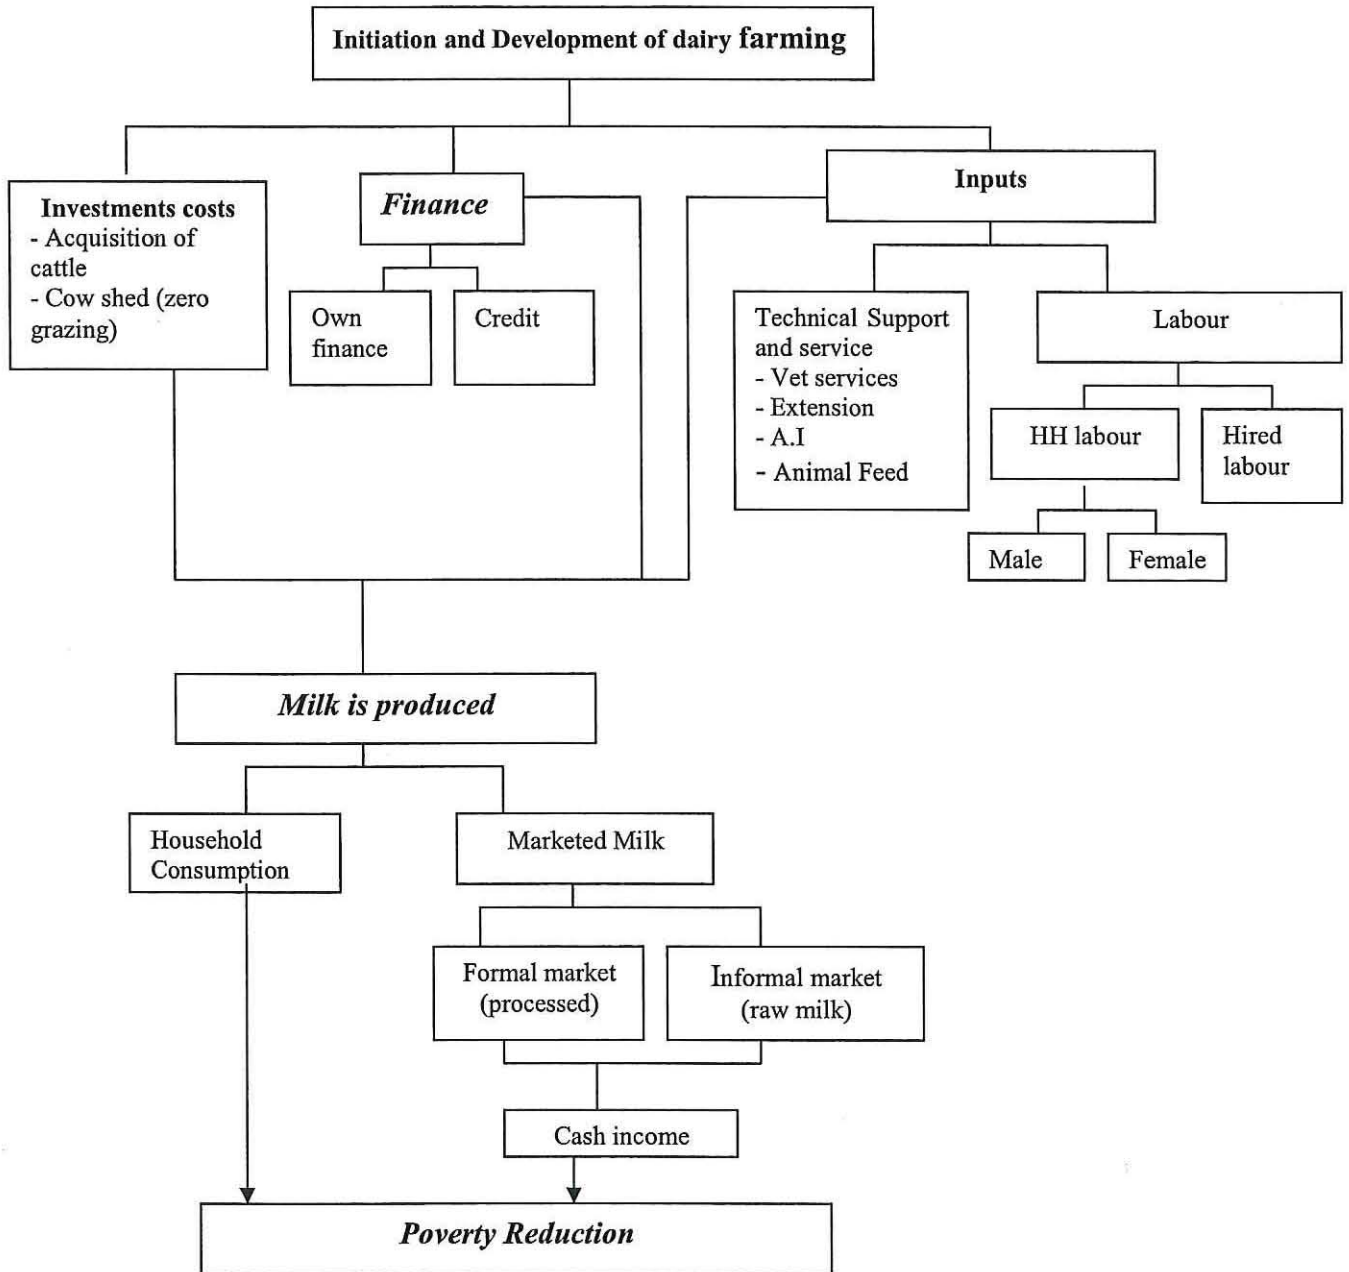 Initiation and Development of dairy farming
Investments costs
- Acquisition of
cattle
- Cow shed (zero
grazing)
Finance
Inputs
Own
finance
Credit
Technical Support
and service
- Vet services
- Extension
- A.I
- Animal Feed
Labour
HH labour
Hired
labour
Male
Female
Milk is produced
Household
Consumption
Marketed Milk
Formal market
(processed)
Informal market
(raw milk)
Cash income
Poverty Reduction